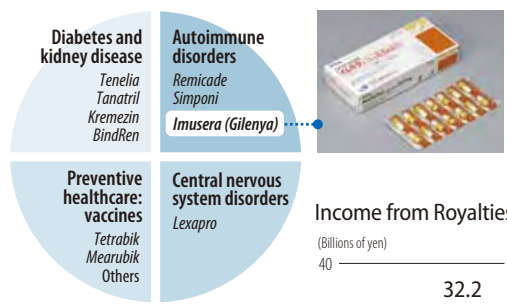 Diabetes and
kidney disease
Tenelia
Tanatril
Kremezin
BindRen
Autoimmune
disorders
Remicade
Simponi
Imusera (Gilenya)
Preventive
healthcare:
vaccines
Tetrabik
Mearubik
Others
Central nervous
system disorders
Lexapro
Income from Royalties
(Billions of yen)
40
32.2